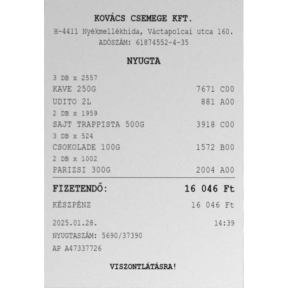 KOVÁCS CSEMEGE KFT.
H-4411 Nyékmellékhida, Váctapolcai utca 160.
ADÓSZÁM: 61874552-4-35
NYUGTA
3 DB x 2557
KAVE 250G 7671 C00
UDITO 2L 881 A00
2 DB x 1959
SAJT TRAPPISTA 500G 3918 C00
3 DB x 524
CSOKOLADE 100G 1572 B00
2 DB x 1002
PARIZSI 300G 2004 A00
FIZETENDŐ: 16 046 Ft
KÉSZPÉNZ 16 046 Ft
2025.01.28. 14:39
NYUGTASZÁM: 5690/37390
AP A47337726
VISZONTLÁTÁSRA!